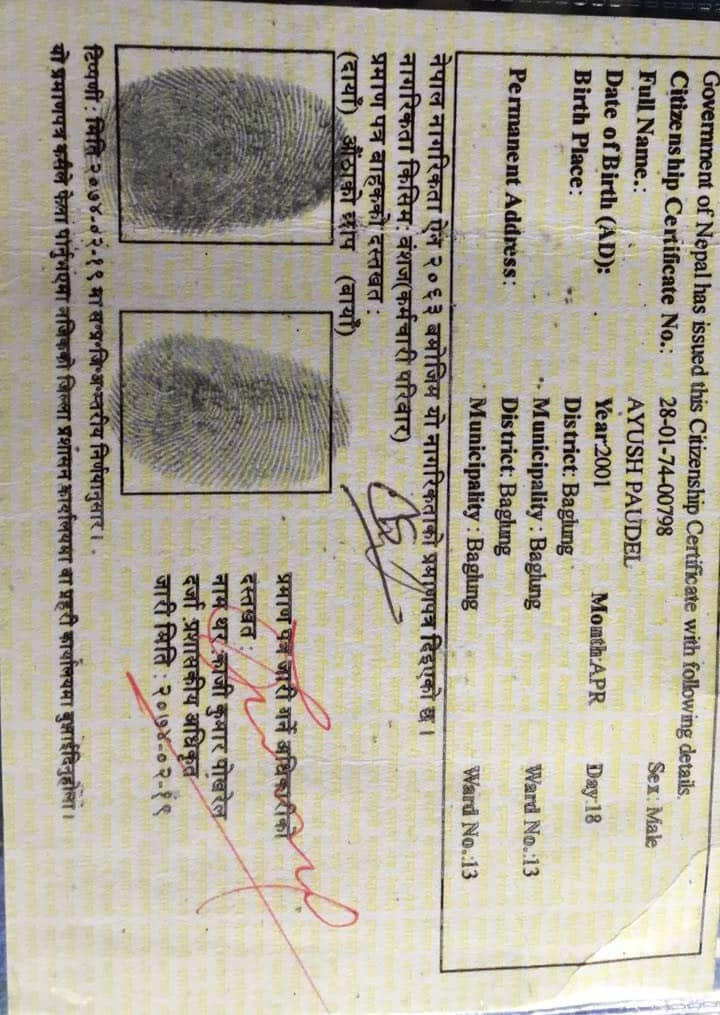 Government of Nepal has issued this Citizenship Certificate with following details.
Citizenship Certificate No.: 28-01-74-00798 Sex: Male
Full Name.: AYUSH PAUDEL
Date of Birth (AD): Year:2001 Month:APR Day:18
Birth Place: District: Baglung
Municipality : Baglung Ward No.:13
Permanent Address: District: Baglung
Municipality : Baglung Ward No.:13
नेपाल नागरिकता ऐन २०६३ बमोजिम यो नागरिकताको प्रमाणपत्र दिइएको छ।
नागरिकता किसिम: वंशज(कर्मचारी परिवार)
प्रमाण पत्र वाहकको दस्तखत :
(दायाँ) औंठाको छाप (बायाँ)
प्रमाण पत्र जारी गर्ने अधिकारीको
दस्तखत :
नाम थर: काजी कुमार पोखरेल
दर्जा: प्रशासकीय अधिकृत
जारी मिति : २०७४-०२-१९
टिप्पणी : मिति २०७४-०२-१९ मा निर्णयानुसार।
यो प्रमाणपत्र कसैले फेला पार्नुभएमा नजिकको जिल्ला प्रशासन कार्यालयमा वा प्रहरी कार्यालयमा बुझाईदिनुहोला।